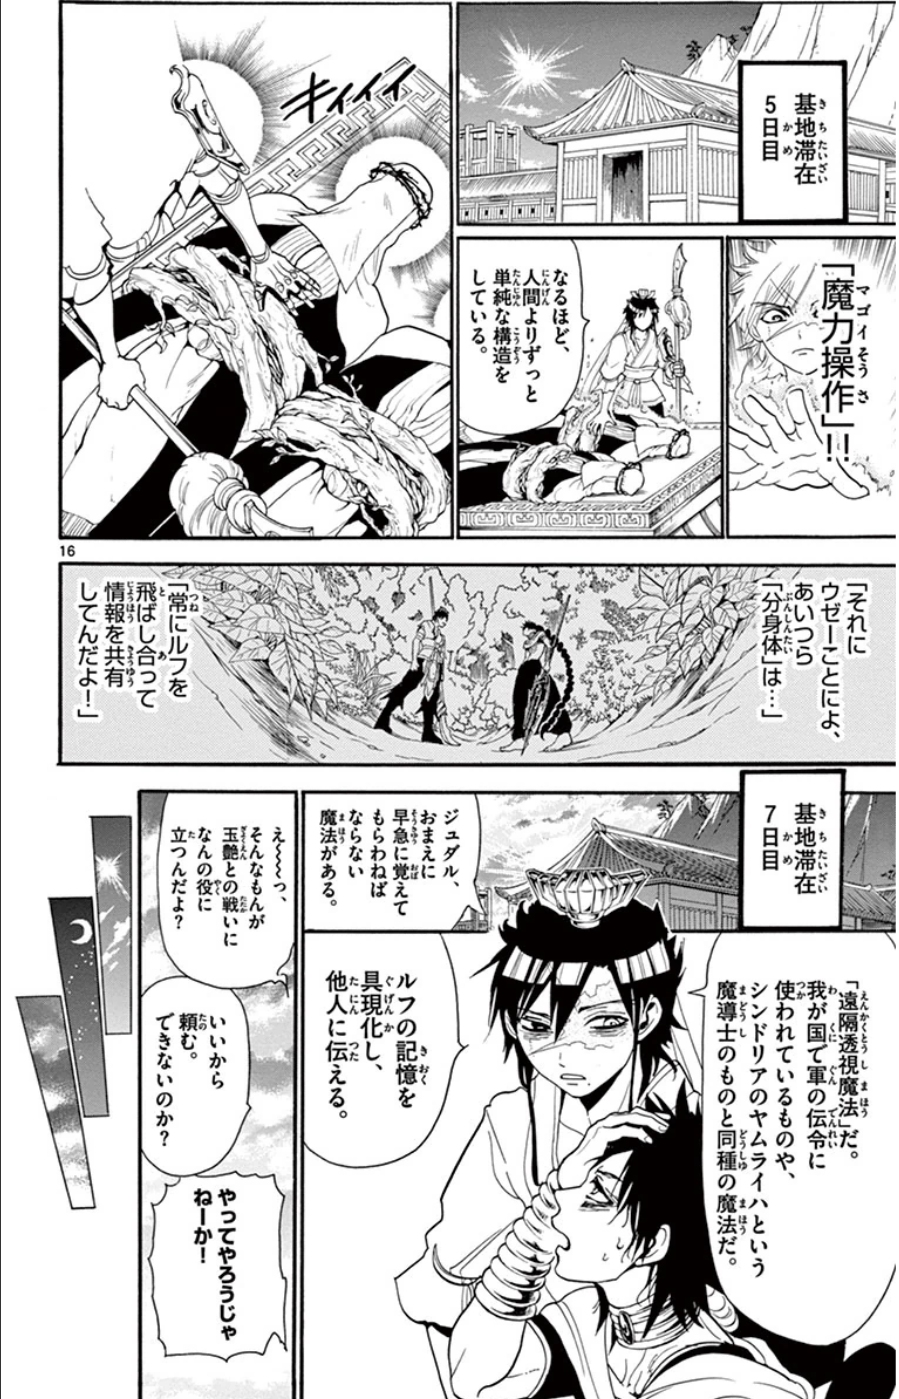 基地滞在
5日目
「魔力操作」!!
なるほど、
人間よりずっと
単純な構造を
している。
キィイイイ
16
「それに
ウゼーことによ、
あいつら
「分身体」は…」
「常にルフを
飛ばし合って
情報を共有
してんだよ!」
基地滞在
7日目
ジュダル、
おまえに
早急に覚えて
もらわねば
ならない
魔法がある。
え〜〜っ、
そんなもんが
玉艶との戦いに
なんの役に
立つんだよ?
「遠隔透視魔法」だ。
我が国で軍の伝令に
使われているものや、
シンドリアのヤムライハという
魔導士のものと同種の魔法だ。
ルフの記憶を
具現化し、
他人に伝える。
いいから
頼む。
できないのか?
やってやろうじゃ
ねーか!